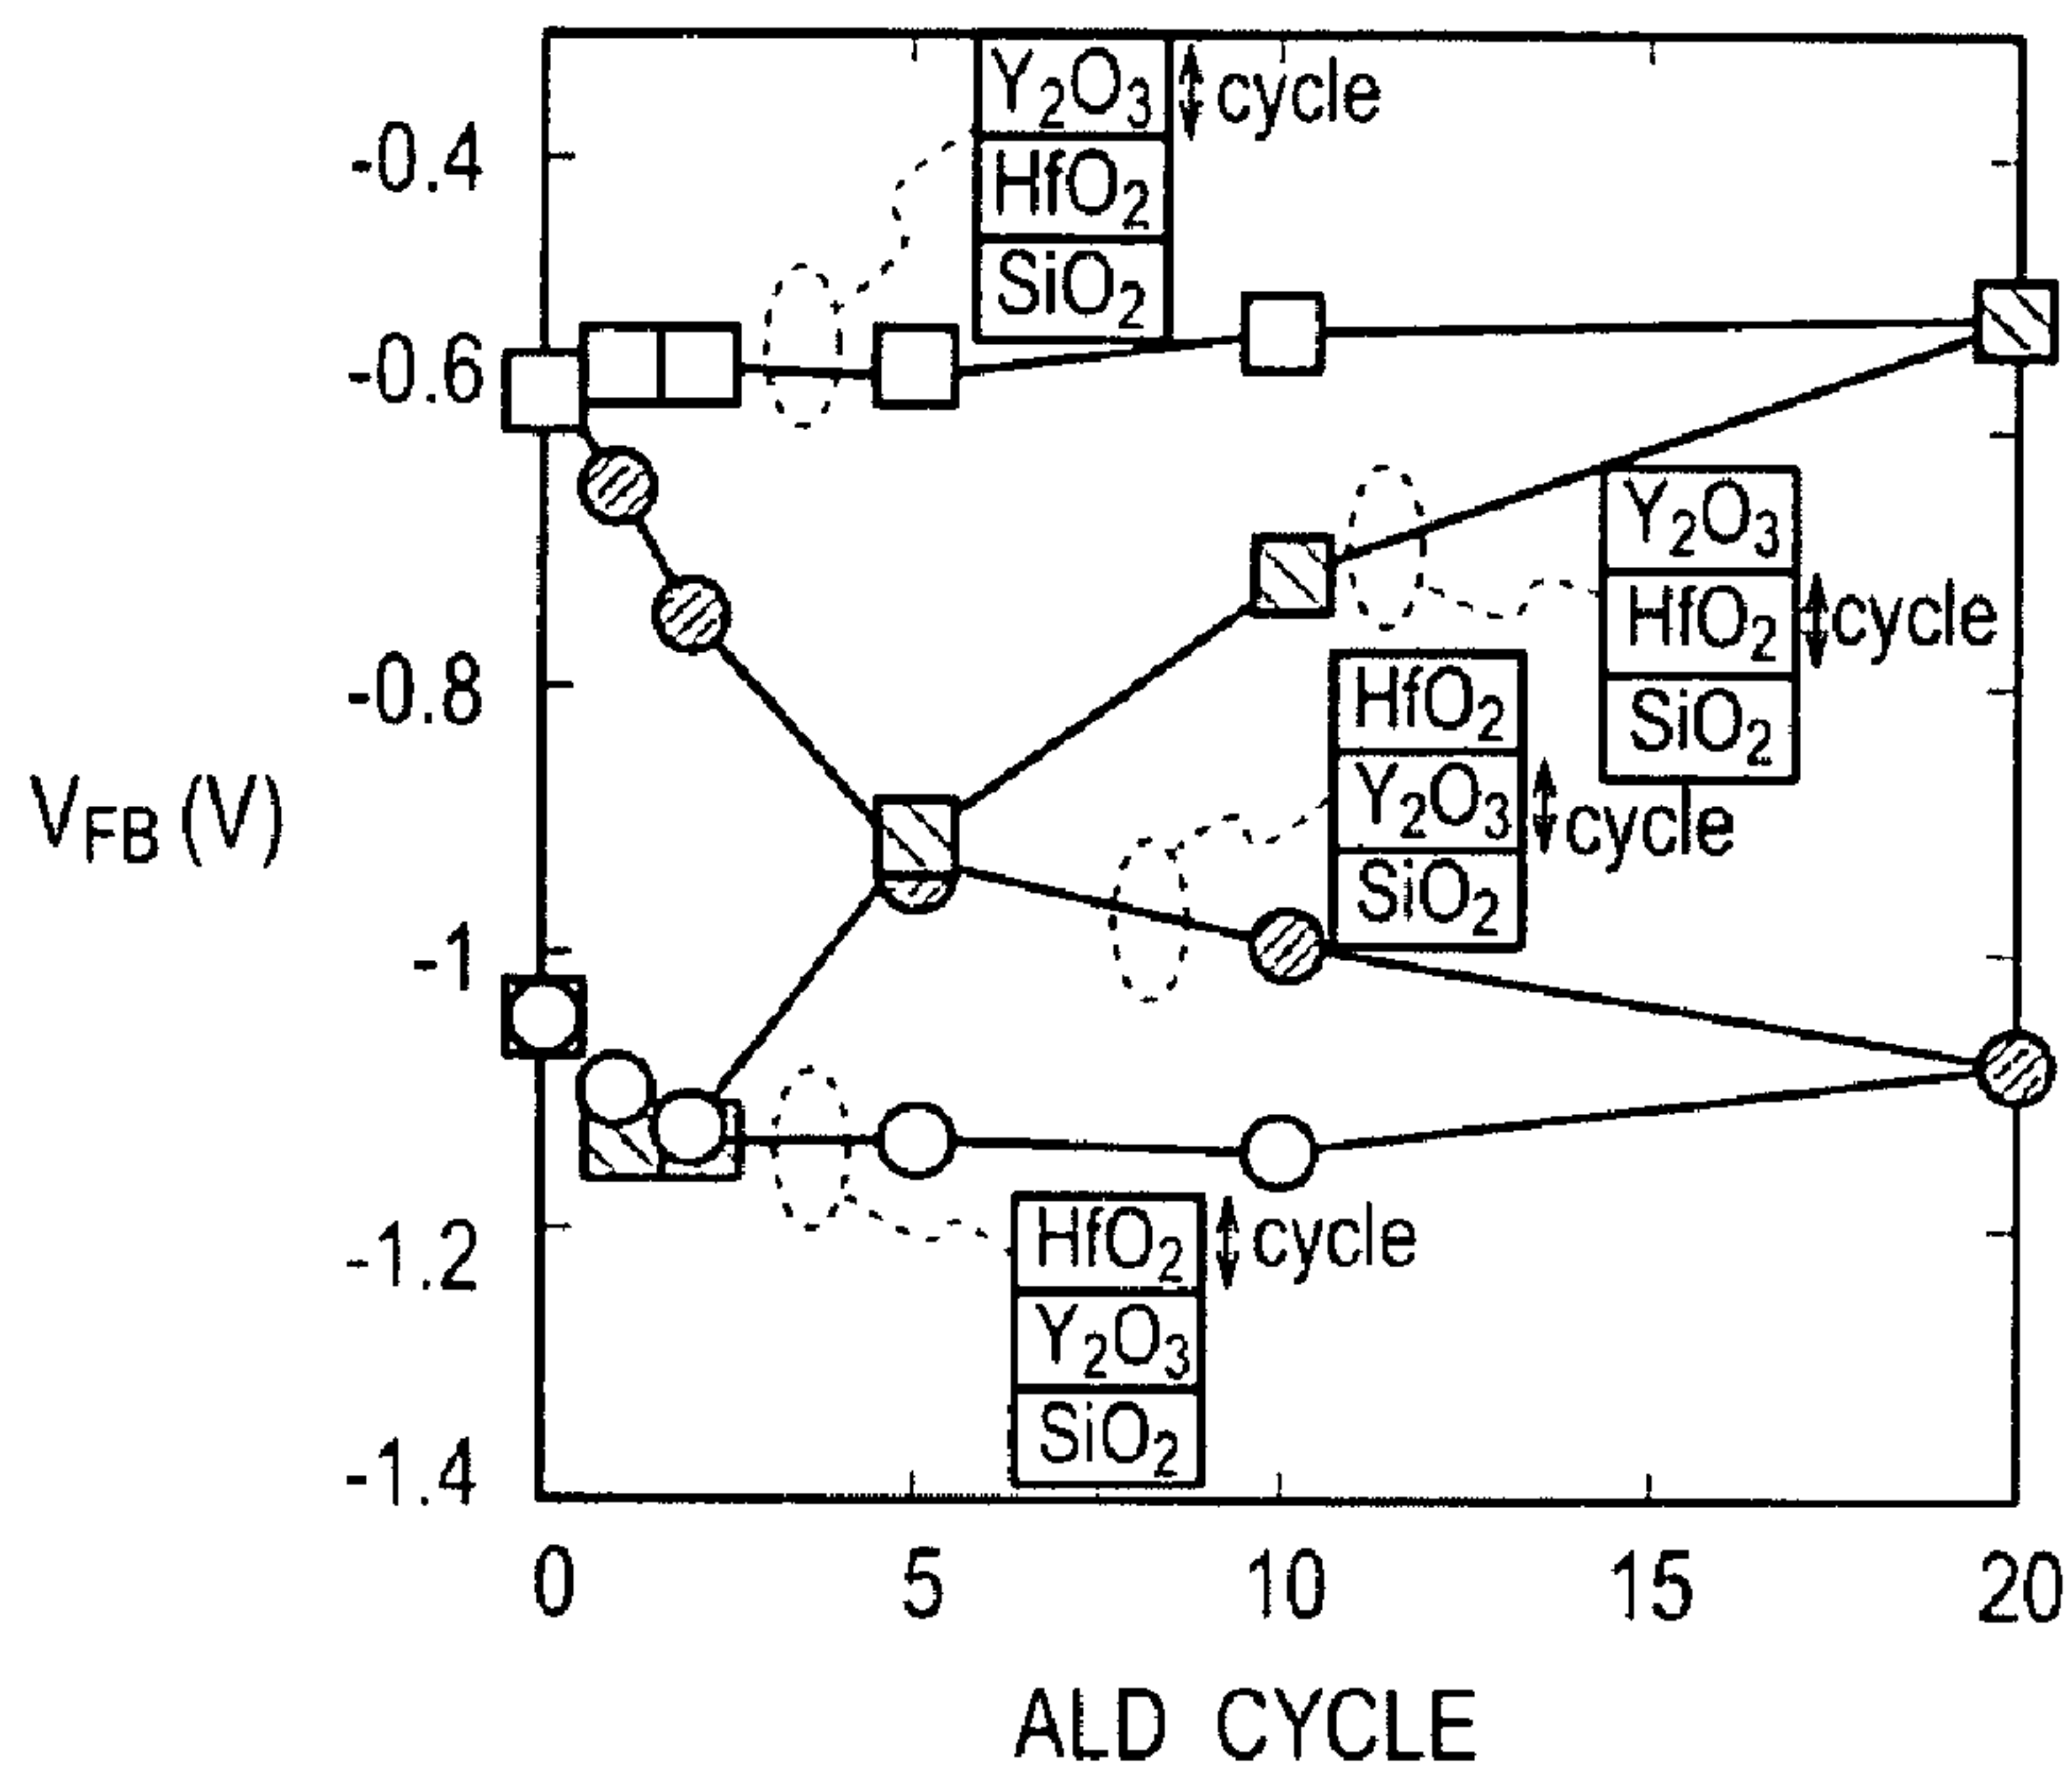 Y₂O₃ cycle
HfO₂
SiO₂
-0.4
-0.6
-0.8
-1
-1.2
-1.4
V_FB (V)
Y₂O₃
HfO₂ cycle
SiO₂
HfO₂
Y₂O₃ cycle
SiO₂
HfO₂ cycle
Y₂O₃
SiO₂
0 5 10 15 20
ALD CYCLE